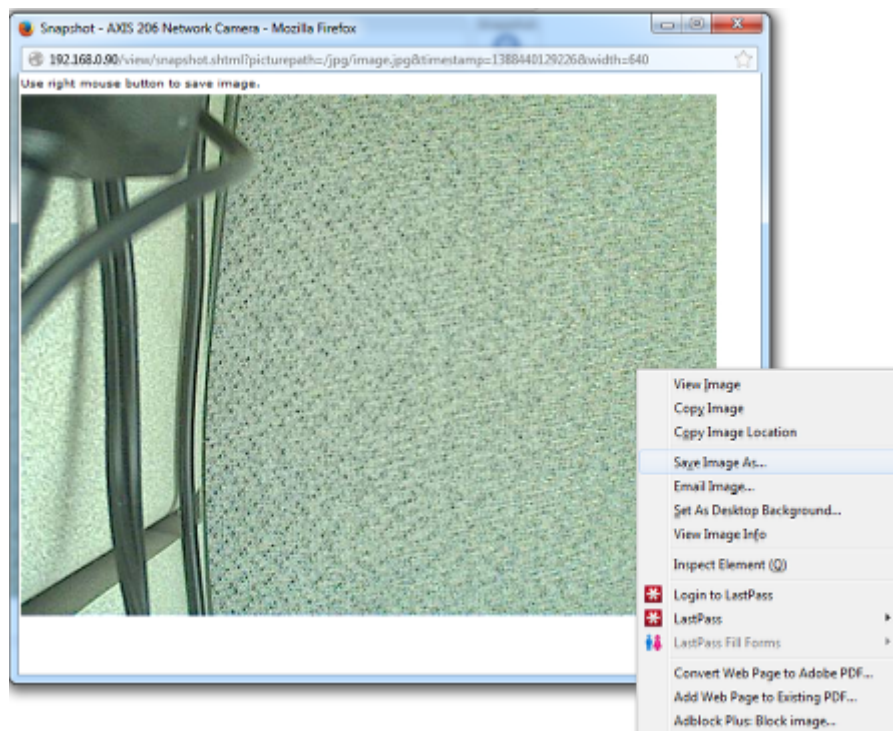 Snapshot - AXIS 206 Network Camera - Mozilla Firefox
192.168.0.90/view/snapshot.shtml?picturepath=/jpg/image.jpg&timestamp=1388440129226&width=640
Use right mouse button to save image.
View Image
Copy Image
Copy Image Location
Save Image As...
Email Image...
Set As Desktop Background...
View Image Info
Inspect Element (Q)
Login to LastPass
LastPass
LastPass Fill Forms
Convert Web Page to Adobe PDF...
Add Web Page to Existing PDF...
Adblock Plus: Block image...